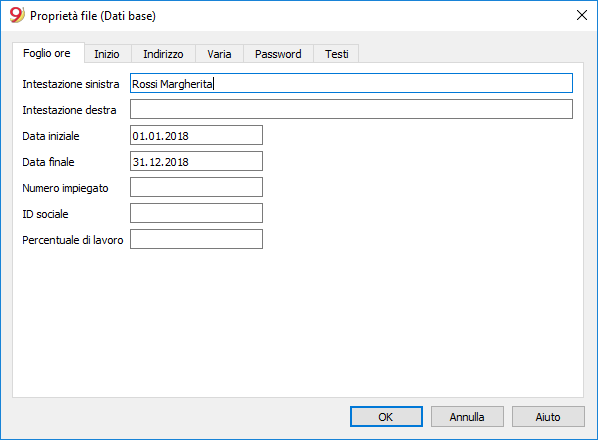 9 Proprietà file (Dati base)
Foglio ore Inizio Indirizzo Varia Password Testi
Intestazione sinistra Rossi Margherita
Intestazione destra
Data iniziale 01.01.2018
Data finale 31.12.2018
Numero impiegato
ID sociale
Percentuale di lavoro
OK Annulla Aiuto